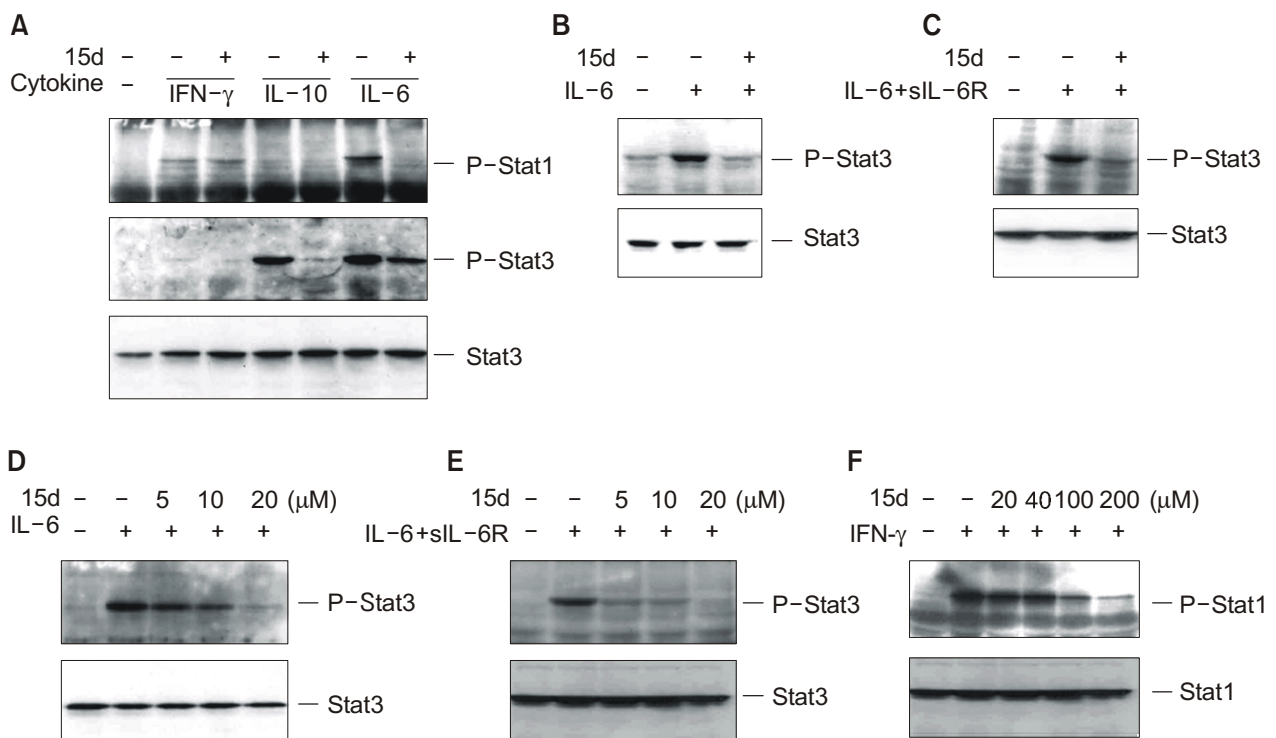 A
15d − − + − + − +
Cytokine − IFN−γ IL−10 IL−6
P−Stat1
P−Stat3
Stat3
B
15d − − +
IL−6 − + +
P−Stat3
Stat3
C
15d − − +
IL−6+sIL−6R − + +
P−Stat3
Stat3
D
15d − − 5 10 20 (μM)
IL−6 − + + + +
P−Stat3
Stat3
E
15d − − 5 10 20 (μM)
IL−6+sIL−6R − + + + +
P−Stat3
Stat3
F
15d − − 20 40 100 200 (μM)
IFN-γ − + + + + +
P−Stat1
Stat1